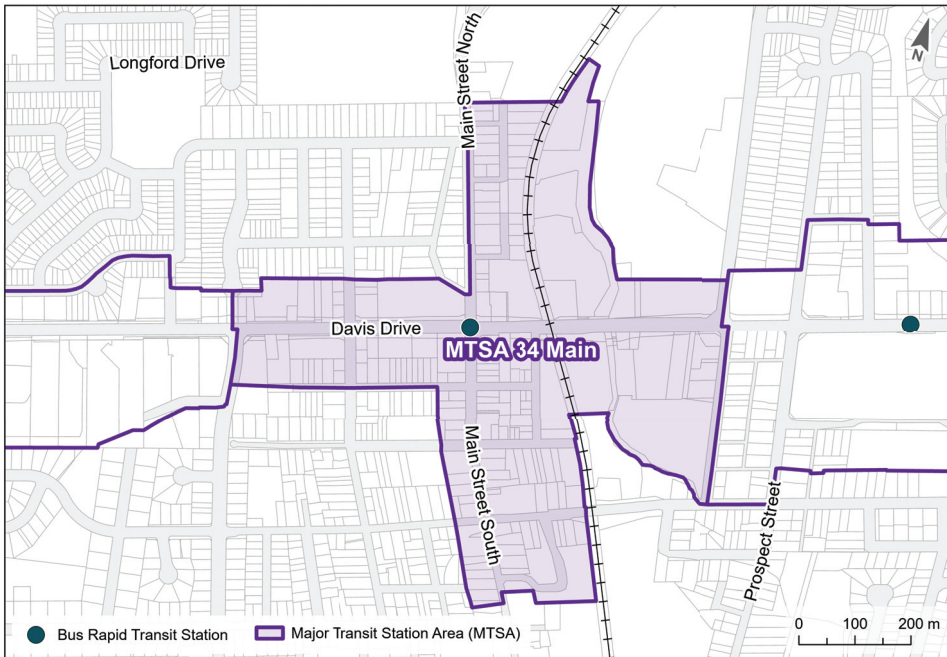 Longford Drive
Main Street North
N
Davis Drive
MTSA 34 Main
Main Street South
Prospect Street
Bus Rapid Transit Station
Major Transit Station Area (MTSA)
0 100 200 m